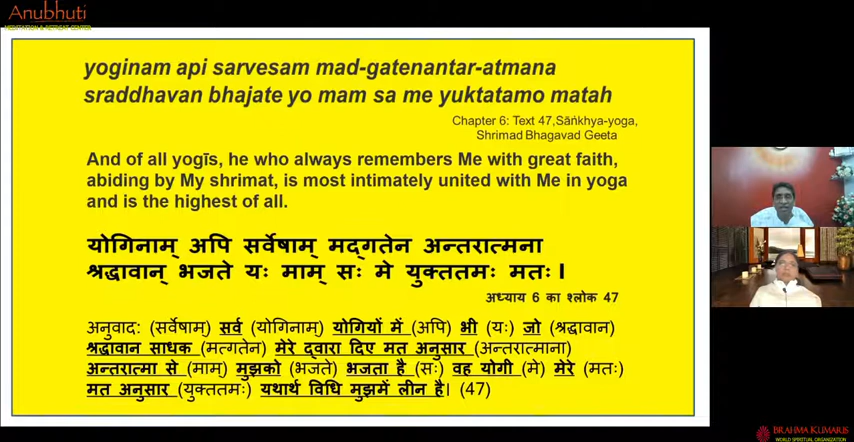 Anubhuti
MEDITATION & RETREAT CENTER
yoginam api sarvesam mad-gatenantar-atmana
sraddhavan bhajate yo mam sa me yuktatamo matah
Chapter 6: Text 47,Sāṅkhya-yoga,
Shrimad Bhagavad Geeta
And of all yogīs, he who always remembers Me with great faith,
abiding by My shrimat, is most intimately united with Me in yoga
and is the highest of all.
योगिनाम् अपि सर्वेषाम् मद्गतेन अन्तरात्मना
श्रद्धावान् भजते यः माम् सः मे युक्ततमः मतः।
अध्याय 6 का श्लोक 47
अनुवाद: (सर्वेषाम्) सर्व (योगिनाम्) योगियों में (अपि) भी (यः) जो (श्रद्धावान)
श्रद्धावान साधक (मत्गतेन) मेरे द्वारा दिए मत अनुसार (अन्तरात्माना)
अन्तरात्मा से (माम्) मुझको (भजते) भजता है (सः) वह योगी (मे) मेरे (मतः)
मत अनुसार (युक्ततमः) यथार्थ विधि मुझमें लीन है। (47)
BRAHMA KUMARIS
WORLD SPIRITUAL ORGANIZATION